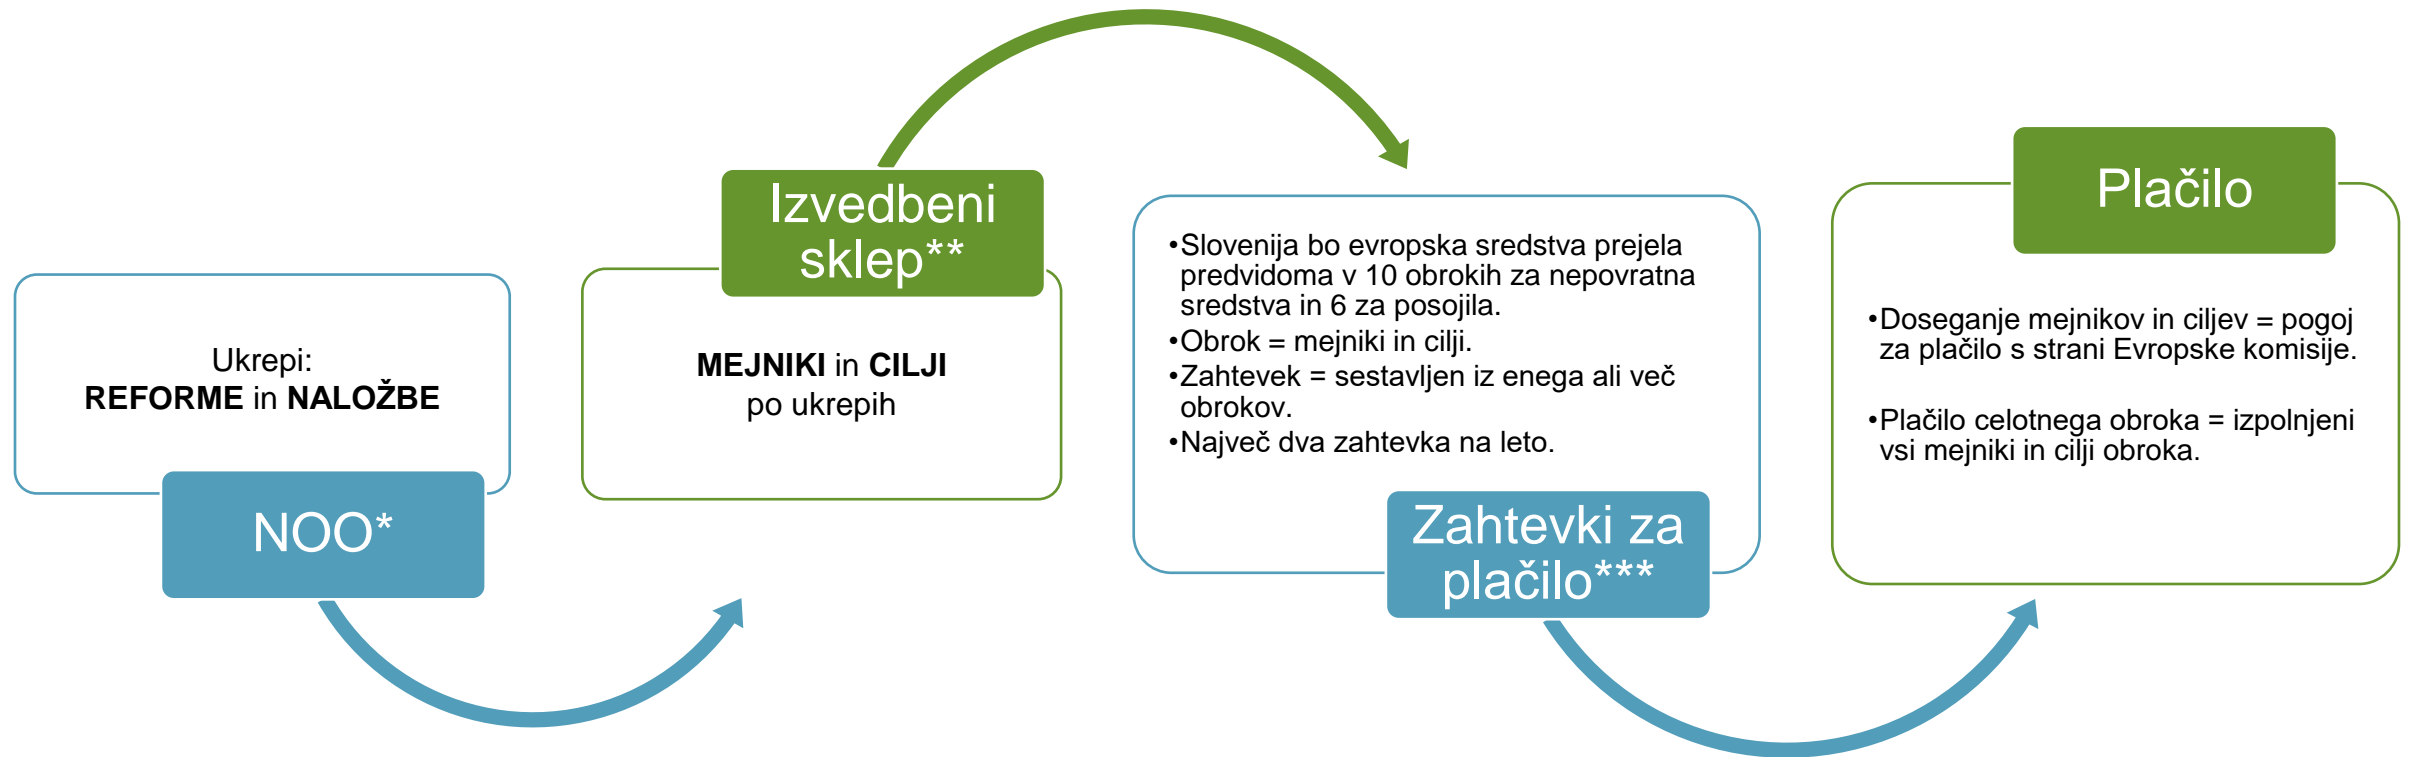 Ukrepi:
REFORME in NALOŽBE
NOO*
Izvedbeni
sklep**
MEJNIKI in CILJI
po ukrepih
•Slovenija bo evropska sredstva prejela
predvidoma v 10 obrokih za nepovratna
sredstva in 6 za posojila.
•Obrok = mejniki in cilji.
•Zahtevek = sestavljen iz enega ali več
obrokov.
•Največ dva zahtevka na leto.
Zahtevki za
plačilo***
Plačilo
•Doseganje mejnikov in ciljev = pogoj
za plačilo s strani Evropske komisije.
•Plačilo celotnega obroka = izpolnjeni
vsi mejniki in cilji obroka.